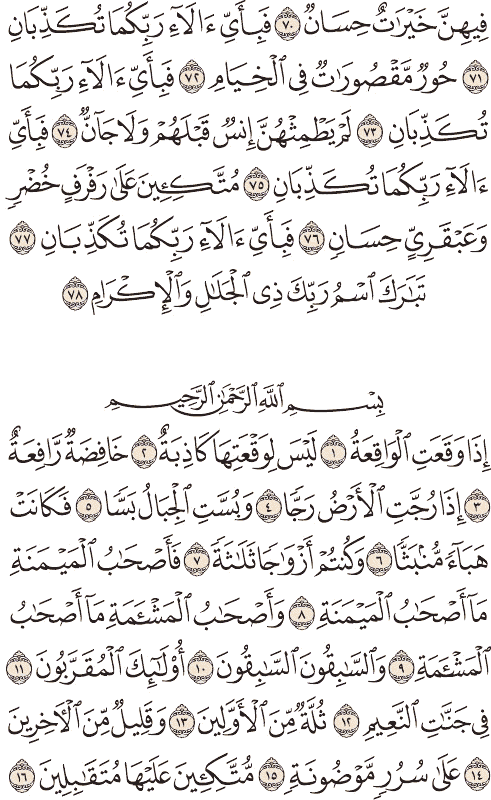 فِيهِنَّ خَيْرَٰتٌ حِسَانٌ ٧٠ فَبِأَيِّ ءَالَآءِ رَبِّكُمَا تُكَذِّبَانِ
٧١ حُورٌ مَّقْصُورَٰتٌ فِي ٱلْخِيَامِ ٧٢ فَبِأَيِّ ءَالَآءِ رَبِّكُمَا
تُكَذِّبَانِ ٧٣ لَمْ يَطْمِثْهُنَّ إِنسٌ قَبْلَهُمْ وَلَا جَآنٌّ ٧٤ فَبِأَيِّ
ءَالَآءِ رَبِّكُمَا تُكَذِّبَانِ ٧٥ مُتَّكِـِٔينَ عَلَىٰ رَفْرَفٍ خُضْرٍ
وَعَبْقَرِيٍّ حِسَانٍ ٧٦ فَبِأَيِّ ءَالَآءِ رَبِّكُمَا تُكَذِّبَانِ ٧٧
تَبَٰرَكَ ٱسْمُ رَبِّكَ ذِي ٱلْجَلَٰلِ وَٱلْإِكْرَامِ ٧٨
بِسْمِ ٱللَّهِ ٱلرَّحْمَٰنِ ٱلرَّحِيمِ
إِذَا وَقَعَتِ ٱلْوَاقِعَةُ ١ لَيْسَ لِوَقْعَتِهَا كَاذِبَةٌ ٢ خَافِضَةٌ رَّافِعَةٌ
٣ إِذَا رُجَّتِ ٱلْأَرْضُ رَجًّا ٤ وَبُسَّتِ ٱلْجِبَالُ بَسًّا ٥ فَكَانَتْ
هَبَآءً مُّنۢبَثًّا ٦ وَكُنتُمْ أَزْوَٰجًا ثَلَٰثَةً ٧ فَأَصْحَٰبُ ٱلْمَيْمَنَةِ
مَآ أَصْحَٰبُ ٱلْمَيْمَنَةِ ٨ وَأَصْحَٰبُ ٱلْمَشْـَٔمَةِ مَآ أَصْحَٰبُ
ٱلْمَشْـَٔمَةِ ٩ وَٱلسَّٰبِقُونَ ٱلسَّٰبِقُونَ ١٠ أُو۟لَٰٓئِكَ ٱلْمُقَرَّبُونَ ١١
فِي جَنَّٰتِ ٱلنَّعِيمِ ١٢ ثُلَّةٌ مِّنَ ٱلْأَوَّلِينَ ١٣ وَقَلِيلٌ مِّنَ ٱلْـَٔاخِرِينَ
١٤ عَلَىٰ سُرُرٍ مَّوْضُونَةٍ ١٥ مُّتَّكِـِٔينَ عَلَيْهَا مُتَقَٰبِلِينَ ١٦